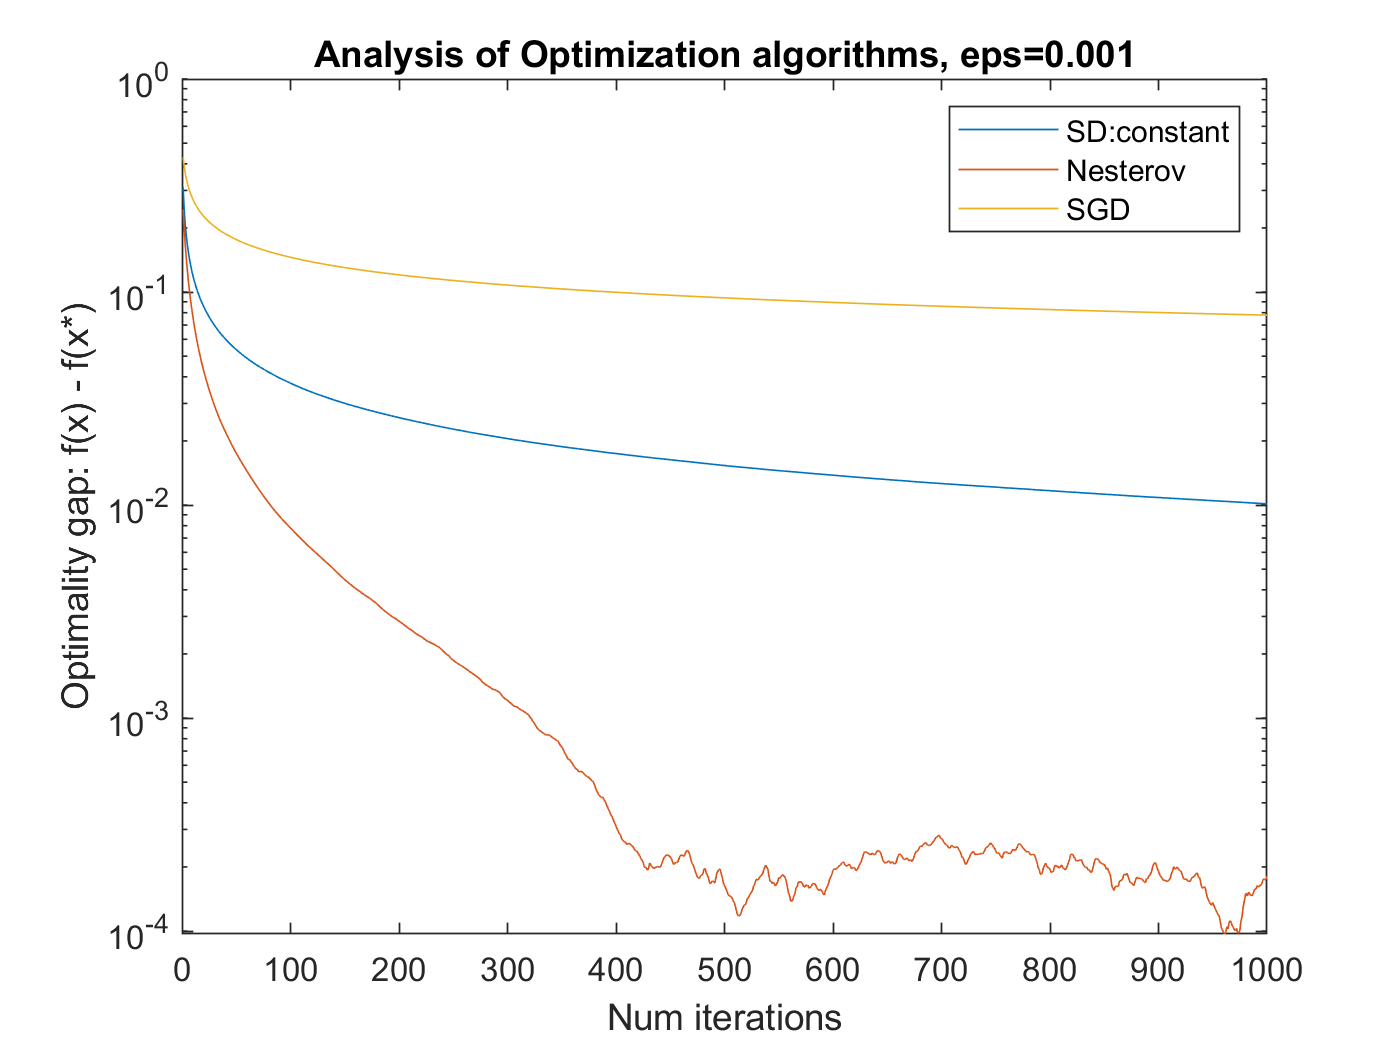 Analysis of Optimization algorithms, eps=0.001
SD:constant
Nesterov
SGD
Optimality gap: f(x) - f(x*)
10^0
10^-1
10^-2
10^-3
10^-4
0 100 200 300 400 500 600 700 800 900 1000
Num iterations